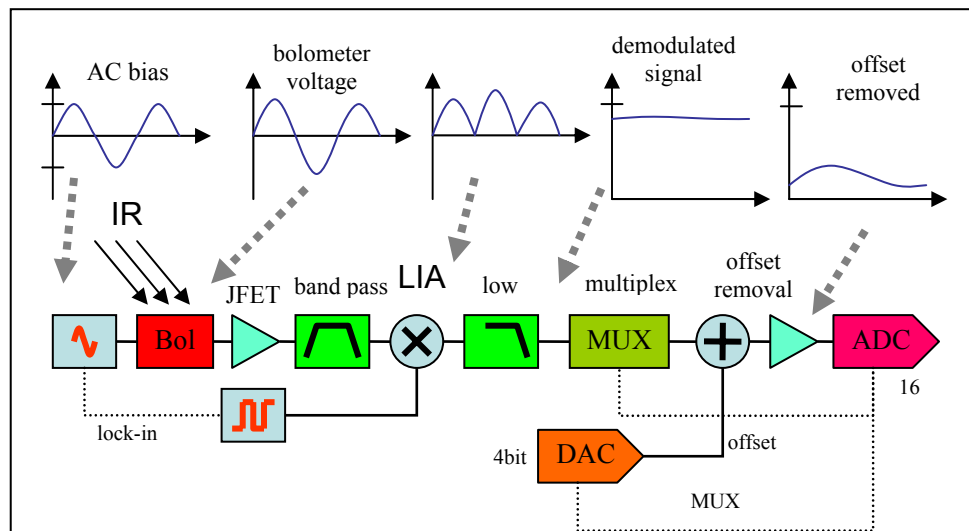 AC bias
bolometer
voltage
demodulated
signal
offset
removed
IR
JFET
band pass
LIA
low
multiplex
offset
removal
Bol
MUX
ADC
16
lock-in
4bit
DAC
offset
MUX